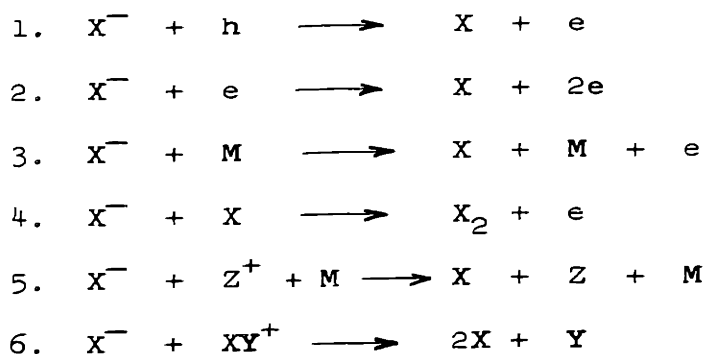 1. X⁻ + h ⟶ X + e
2. X⁻ + e ⟶ X + 2e
3. X⁻ + M ⟶ X + M + e
4. X⁻ + X ⟶ X₂ + e
5. X⁻ + Z⁺ + M ⟶ X + Z + M
6. X⁻ + XY⁺ ⟶ 2X + Y